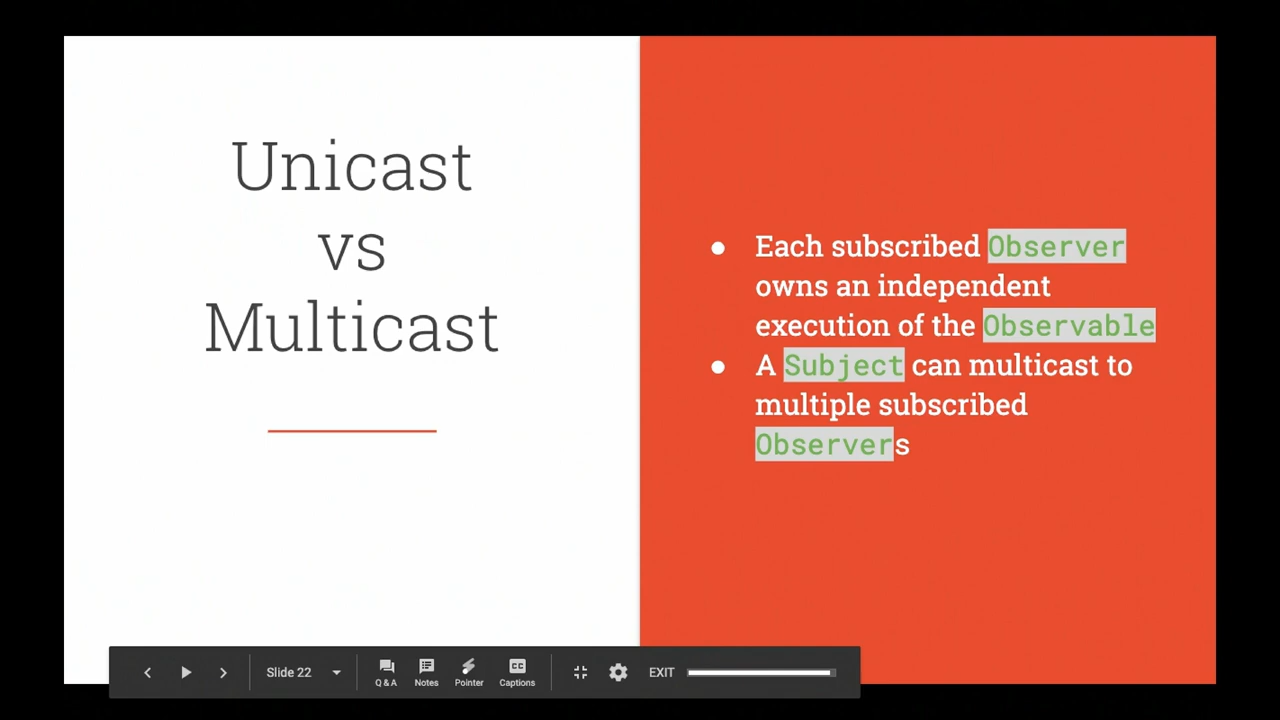 Unicast
vs
Multicast
● Each subscribed Observer
owns an independent
execution of the Observable
● A Subject can multicast to
multiple subscribed
Observers
Slide 22
Q & A
Notes
Pointer
CC
Captions
EXIT